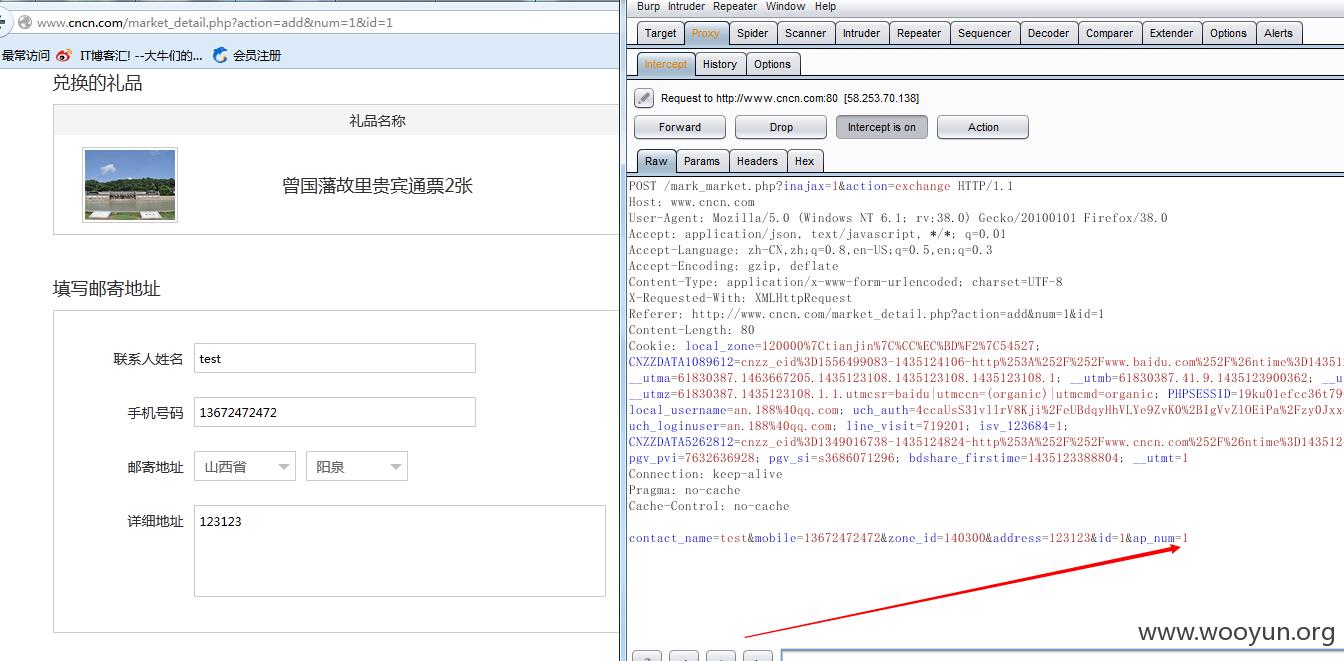 www.cncn.com/market_detail.php?action=add&num=1&id=1
最常访问 IT博客汇! --大牛们的... 会员注册
兑换的礼品
礼品名称
曾国藩故里贵宾通票2张
填写邮寄地址
联系人姓名 test
手机号码 13672472472
邮寄地址 山西省 阳泉
详细地址 123123
Burp Intruder Repeater Window Help
Target Proxy Spider Scanner Intruder Repeater Sequencer Decoder Comparer Extender Options Alerts
Intercept History Options
Request to http://www.cncn.com:80 [58.253.70.138]
Forward Drop Intercept is on Action
Raw Params Headers Hex
POST /mark_market.php?inajax=1&action=exchange HTTP/1.1
Host: www.cncn.com
User-Agent: Mozilla/5.0 (Windows NT 6.1; rv:38.0) Gecko/20100101 Firefox/38.0
Accept: application/json, text/javascript, */*; q=0.01
Accept-Language: zh-CN,zh;q=0.8,en-US;q=0.5,en;q=0.3
Accept-Encoding: gzip, deflate
Content-Type: application/x-www-form-urlencoded; charset=UTF-8
X-Requested-With: XMLHttpRequest
Referer: http://www.cncn.com/market_detail.php?action=add&num=1&id=1
Content-Length: 80
Cookie: local_zone=120000%7Ctianjin%7C%CC%EC%BD%F2%7C54527;
CNZZDATA1089612=cnzz_eid%3D1556499083-1435124106-http%253A%252F%252Fwww.baidu.com%252F%26ntime%3D14351
__utma=61830387.1463667205.1435123108.1435123108.1435123108.1; __utmb=61830387.41.9.1435123900362; __u
__utmz=61830387.1435123108.1.1.utmcsr=baidu|utmccn=(organic)|utmcmd=organic; PHPSESSID=19ku01efcc36t79
local_username=an.188%40qq.com; uch_auth=4ccaUsS31vllrV8Kji%2FeUBdqyHhVLYe9ZvK0%2BIgVvZlOEiPa%2Fzy0Jxx
uch_loginuser=an.188%40qq.com; line_visit=719201; isv_123684=1;
CNZZDATA5262812=cnzz_eid%3D1349016738-1435124824-http%253A%252F%252Fwww.cncn.com%252F%26ntime%3D143512
pgv_pvi=7632636928; pgv_si=s3686071296; bdshare_firstime=1435123388804; __utmt=1
Connection: keep-alive
Pragma: no-cache
Cache-Control: no-cache
contact_name=test&mobile=13672472472&zone_id=140300&address=123123&id=1&ap_num=1
www.wooyun.org